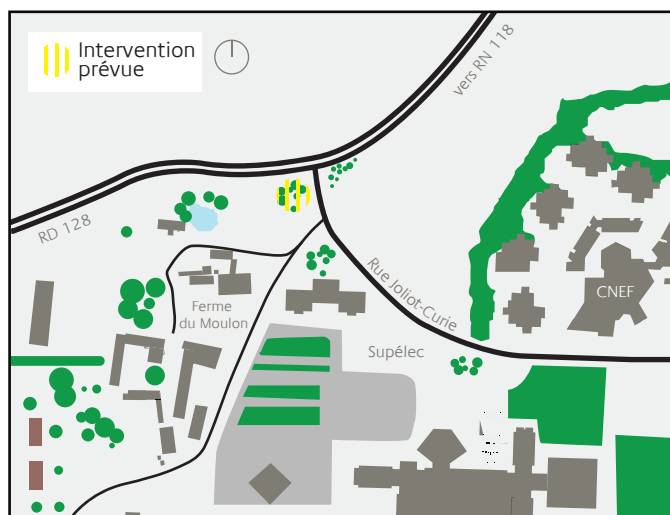 Intervention
prévue
vers RN 118
RD 128
Rue Joliot-Curie
CNEF
Ferme
du Moulon
Supélec